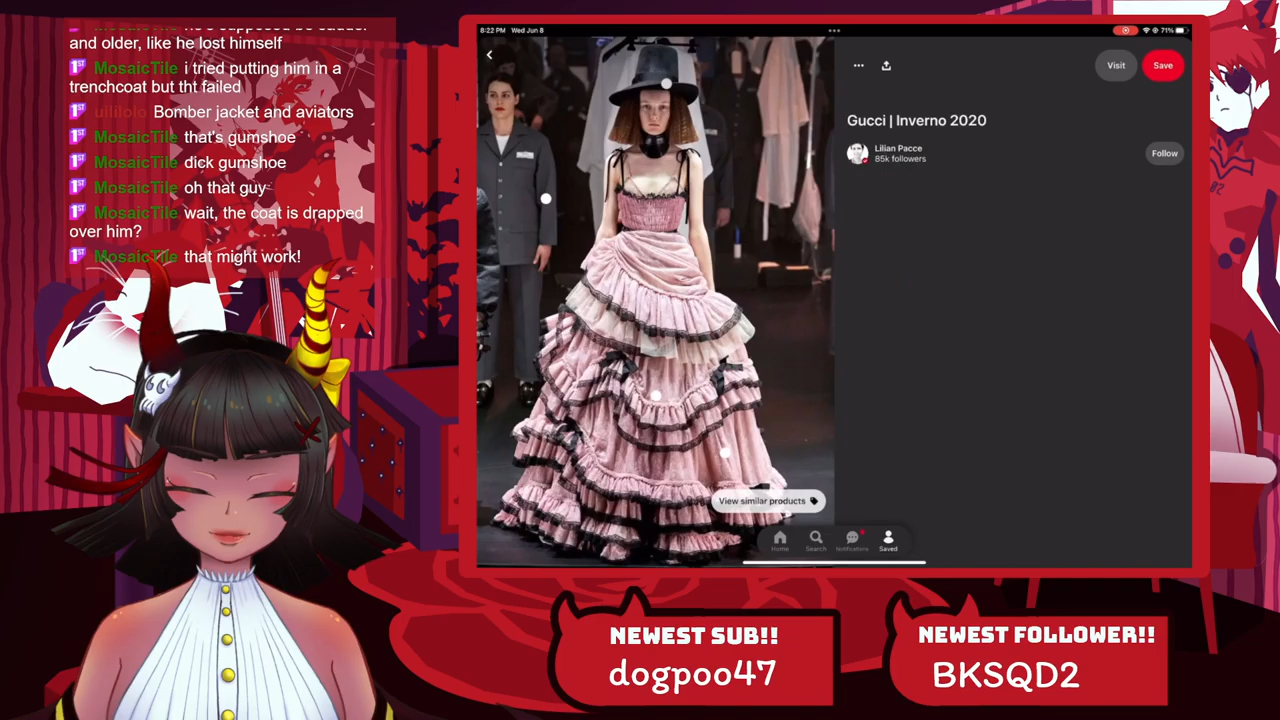 and older, like he lost himself
MosaicTile i tried putting him in a
trenchcoat but tht failed
Bomber jacket and aviators
MosaicTile that's gumshoe
MosaicTile dick gumshoe
MosaicTile oh that guy
MosaicTile wait, the coat is drapped
over him?
MosaicTile that might work!
8:22 PM Wed Jun 8
71%
Visit
Save
Gucci | Inverno 2020
Lilian Pacce
85k followers
Follow
View similar products
Home
Search
Notifications
Saved
NEWEST SUB!!
dogpoo47
NEWEST FOLLOWER!!
BKSQD2